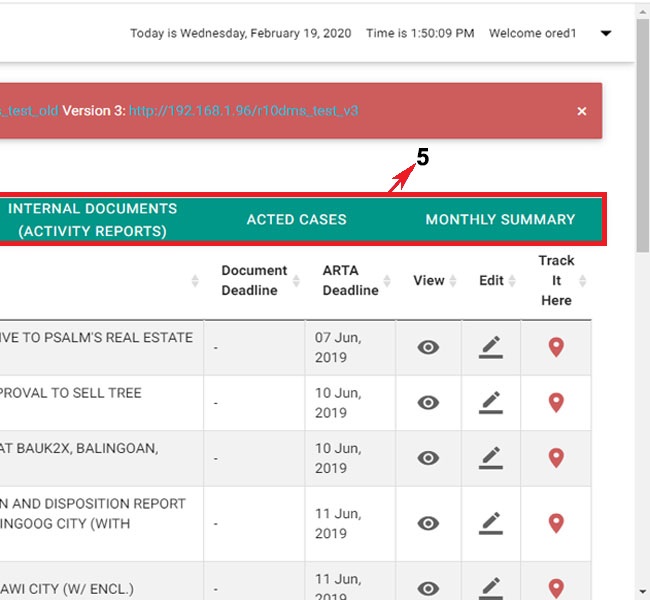 Today is Wednesday, February 19, 2020 Time is 1:50:09 PM Welcome ored1
s_test_old Version 3: http://192.168.1.96/r10dms_test_v3 ×
5
INTERNAL DOCUMENTS
(ACTIVITY REPORTS)
ACTED CASES
MONTHLY SUMMARY
Document
Deadline
ARTA
Deadline
View
Edit
Track
It
Here
IVE TO PSALM'S REAL ESTATE
-
07 Jun,
2019
PROVAL TO SELL TREE
-
10 Jun,
2019
AT BAUK2X, BALINGOAN,
-
10 Jun,
2019
N AND DISPOSITION REPORT
INGOOG CITY (WITH
-
11 Jun,
2019
AWI CITY (W/ ENCL.)
-
11 Jun,
2019